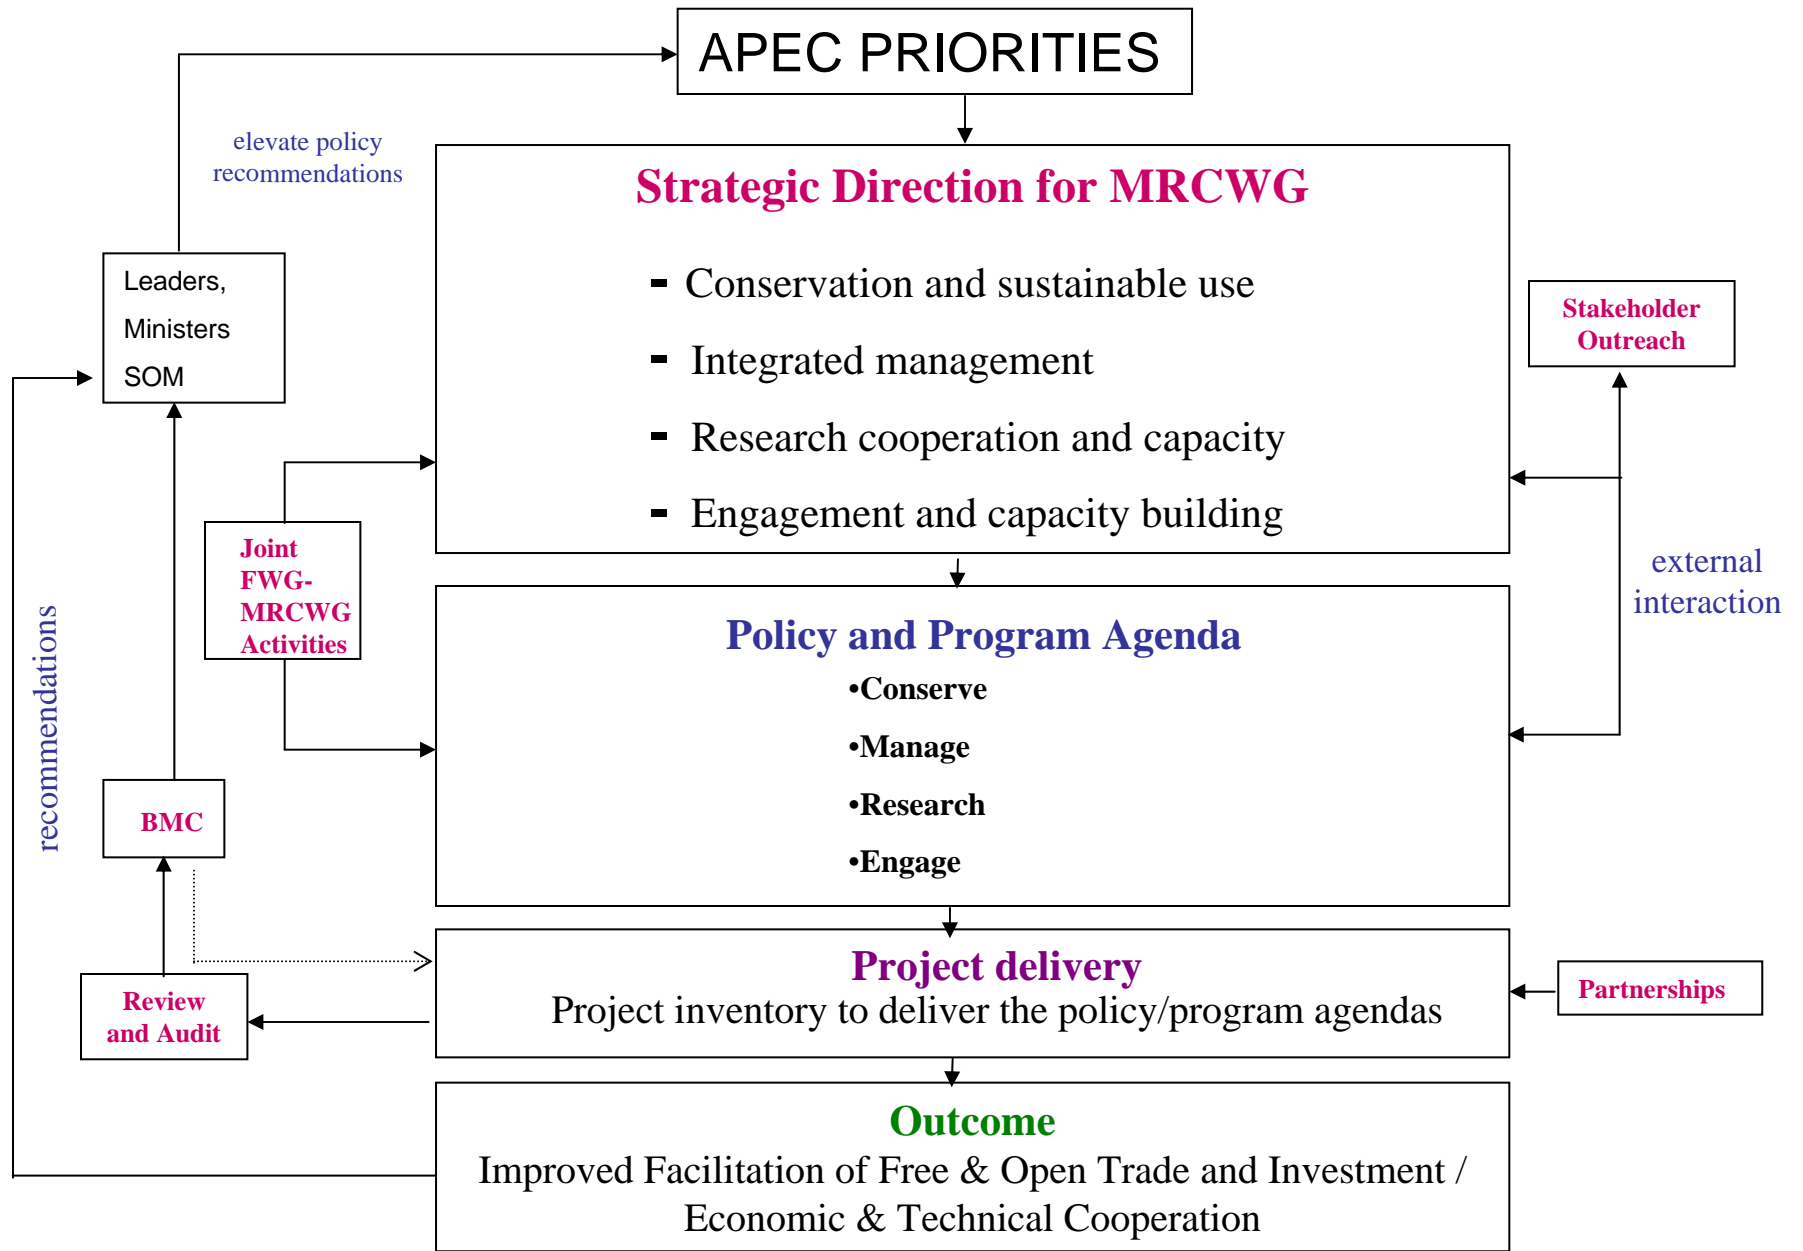 APEC PRIORITIES
elevate policy
recommendations
Strategic Direction for MRCWG
- Conservation and sustainable use
- Integrated management
- Research cooperation and capacity
- Engagement and capacity building
Leaders,
Ministers
SOM
Stakeholder
Outreach
Joint
FWG-
MRCWG
Activities
external
interaction
recommendations
Policy and Program Agenda
•Conserve
•Manage
•Research
•Engage
BMC
Project delivery
Project inventory to deliver the policy/program agendas
Review
and Audit
Partnerships
Outcome
Improved Facilitation of Free & Open Trade and Investment /
Economic & Technical Cooperation